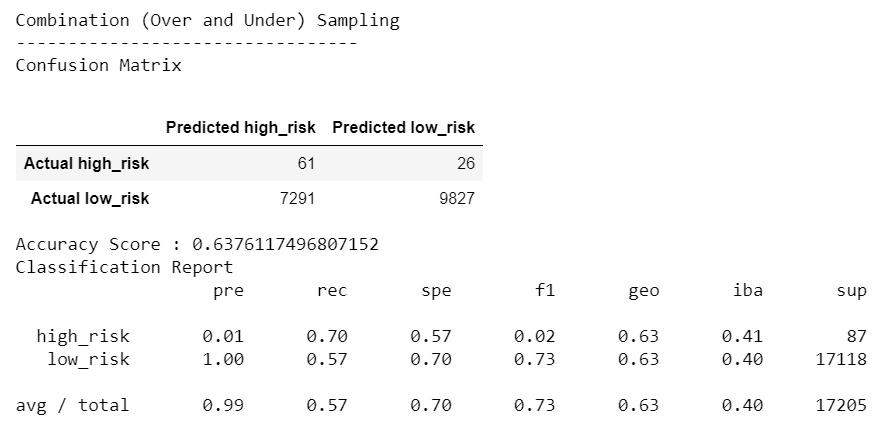 Combination (Over and Under) Sampling
---------------------------------
Confusion Matrix
Predicted high_risk Predicted low_risk
Actual high_risk 61 26
Actual low_risk 7291 9827
Accuracy Score : 0.6376117496807152
Classification Report
pre rec spe f1 geo iba sup
high_risk 0.01 0.70 0.57 0.02 0.63 0.41 87
low_risk 1.00 0.57 0.70 0.73 0.63 0.40 17118
avg / total 0.99 0.57 0.70 0.73 0.63 0.40 17205